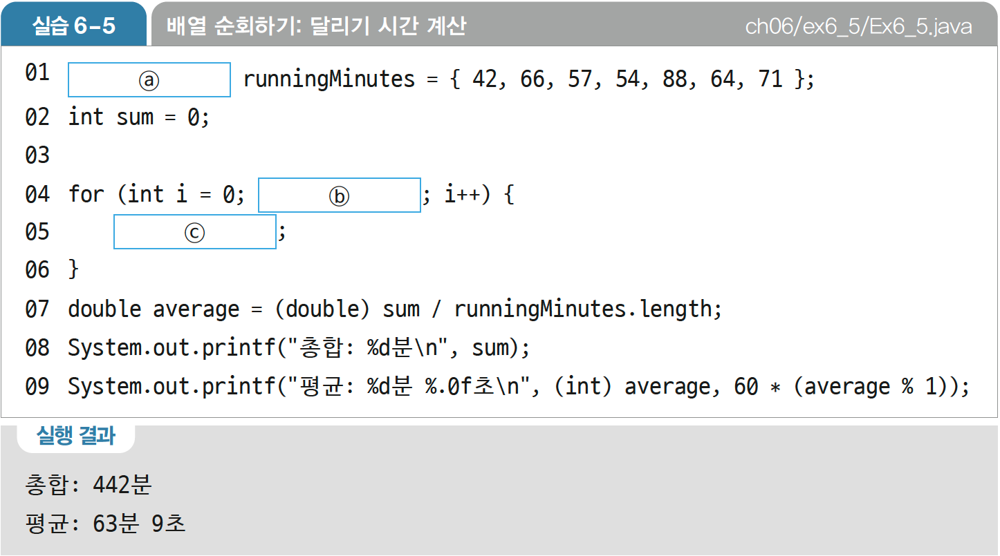 실습 6-5 배열 순회하기: 달리기 시간 계산 ch06/ex6_5/Ex6_5.java
01 ⓐ runningMinutes = { 42, 66, 57, 54, 88, 64, 71 };
02 int sum = 0;
03
04 for (int i = 0; ⓑ ; i++) {
05 ⓒ ;
06 }
07 double average = (double) sum / runningMinutes.length;
08 System.out.printf("총합: %d분\n", sum);
09 System.out.printf("평균: %d분 %.0f초\n", (int) average, 60 * (average % 1));
실행 결과
총합: 442분
평균: 63분 9초